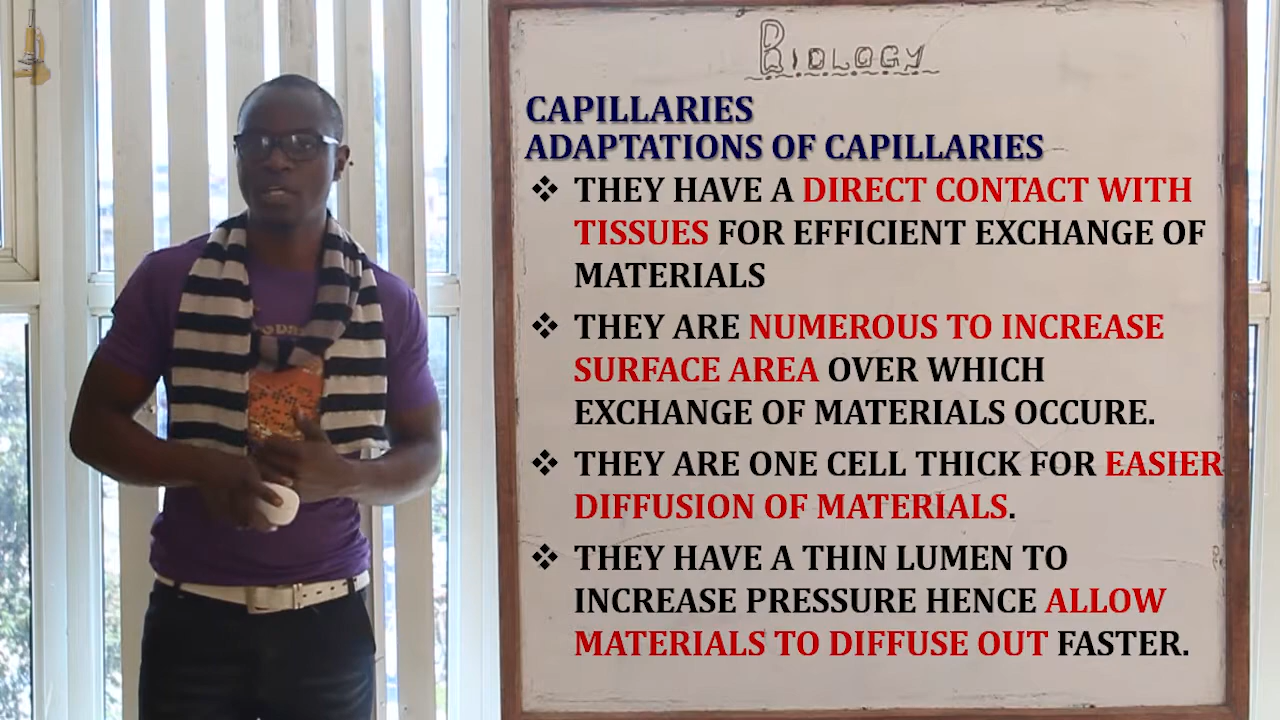 BIOLOGY
CAPILLARIES
ADAPTATIONS OF CAPILLARIES
❖ THEY HAVE A DIRECT CONTACT WITH
TISSUES FOR EFFICIENT EXCHANGE OF
MATERIALS
❖ THEY ARE NUMEROUS TO INCREASE
SURFACE AREA OVER WHICH
EXCHANGE OF MATERIALS OCCURE.
❖ THEY ARE ONE CELL THICK FOR EASIER
DIFFUSION OF MATERIALS.
❖ THEY HAVE A THIN LUMEN TO
INCREASE PRESSURE HENCE ALLOW
MATERIALS TO DIFFUSE OUT FASTER.